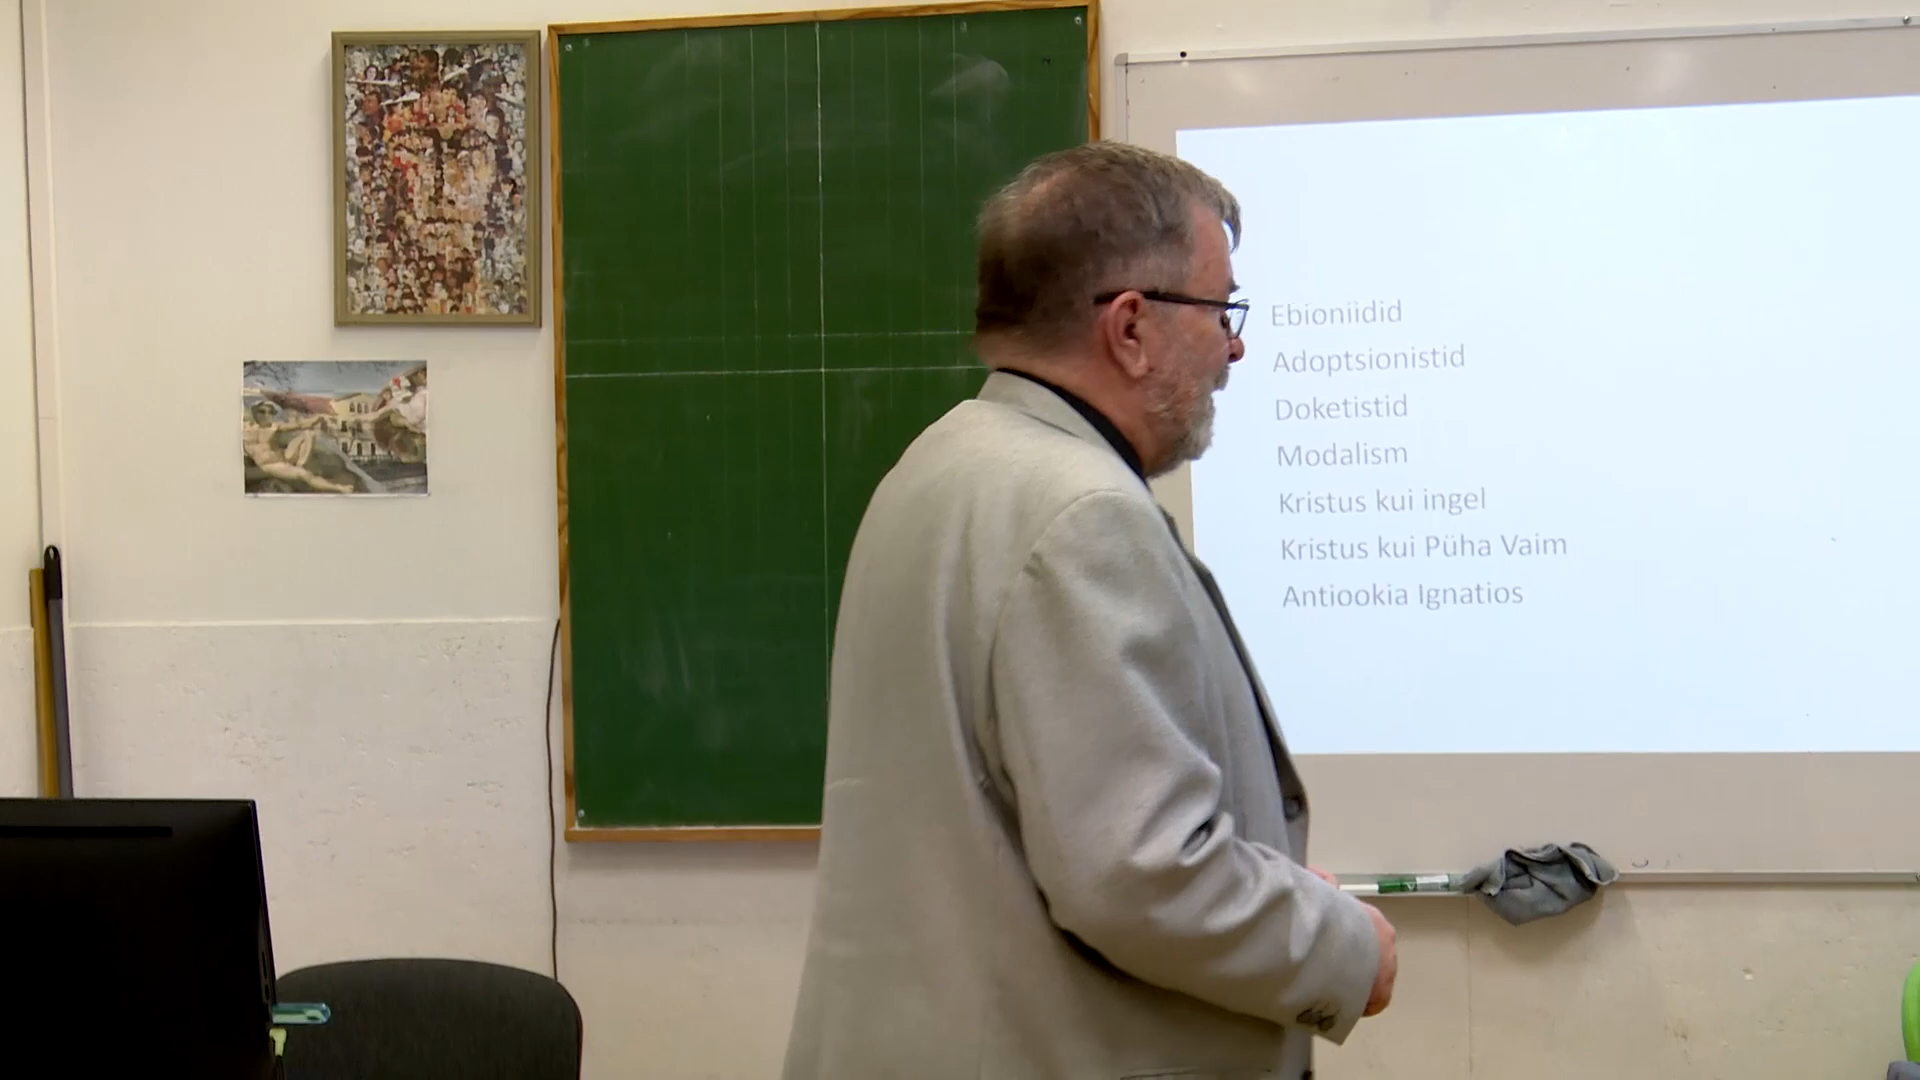 Ebioniidid
Adoptsionistid
Doketistid
Modalism
Kristus kui ingel
Kristus kui Püha Vaim
Antiookia Ignatios